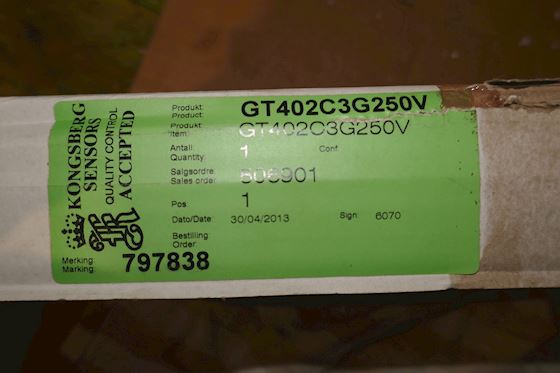 KONGSBERG
SENSORS
QUALITY CONTROL
ACCEPTED
Produkt: GT402C3G250V
Product:
Produkt GT402C3G250V
Item:
Antall: 1 Conf.
Quantity:
Salgsordre:
Sales order:
Pos 1
Dato/Date: 30/04/2013 Sign: 6070
Bestilling:
Order:
Merking: 797838
Marking: